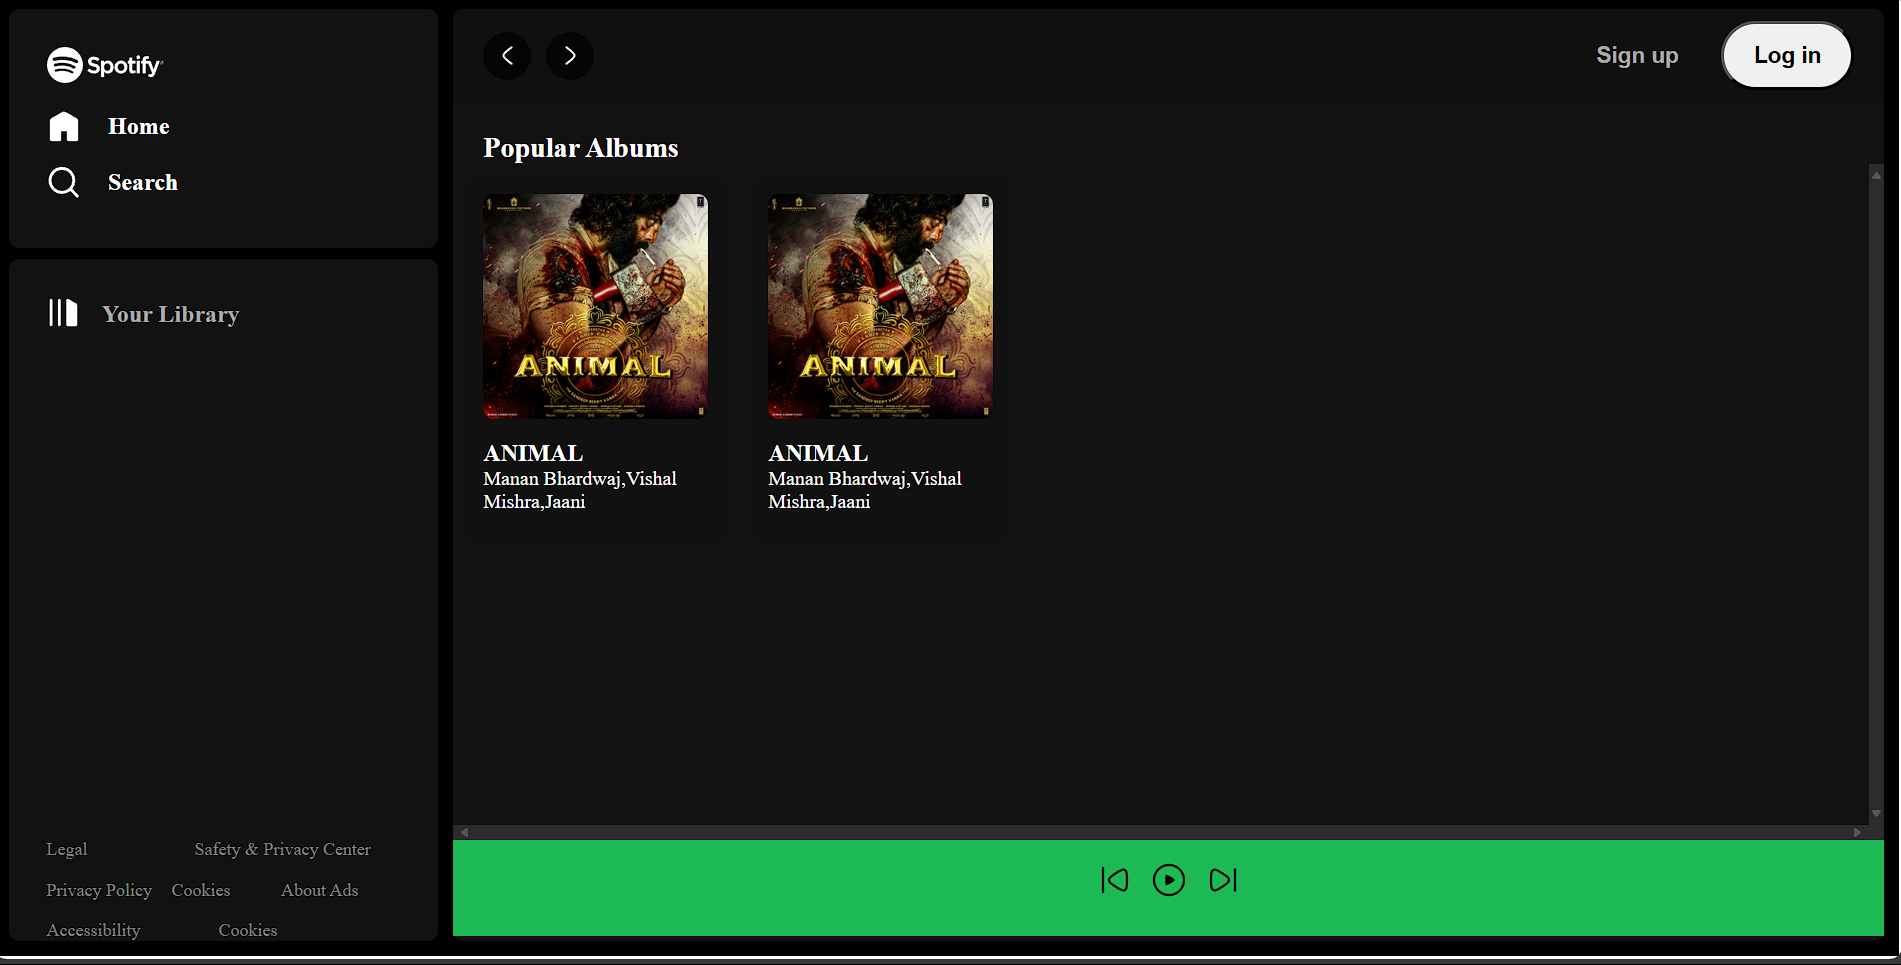 Spotify
Home
Search
Your Library
Legal
Safety & Privacy Center
Privacy Policy
Cookies
About Ads
Accessibility
Cookies
Sign up
Log in
Popular Albums
ANIMAL
ANIMAL
ANIMAL
Manan Bhardwaj,Vishal
Mishra,Jaani
ANIMAL
Manan Bhardwaj,Vishal
Mishra,Jaani